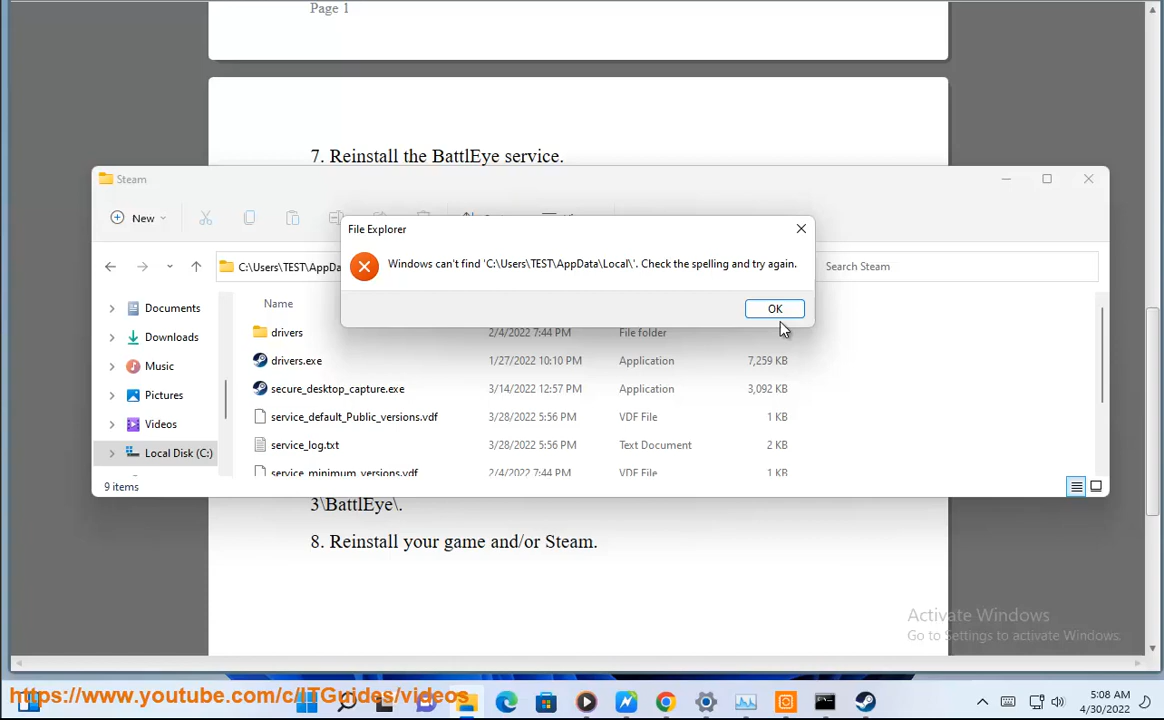 Page 1
7. Reinstall the BattlEye service.
Steam
New
File Explorer
Windows can't find 'C:\Users\TEST\AppData\Local\'. Check the spelling and try again.
OK
C:\Users\TEST\AppDa
Search Steam
Name
Documents
Downloads
Music
Pictures
Videos
Local Disk (C:)
drivers 2/4/2022 7:44 PM File folder
drivers.exe 1/27/2022 10:10 PM Application 7,259 KB
secure_desktop_capture.exe 3/14/2022 12:57 PM Application 3,092 KB
service_default_Public_versions.vdf 3/28/2022 5:56 PM VDF File 1 KB
service_log.txt 3/28/2022 5:56 PM Text Document 2 KB
service_minimum_versions.vdf 2/4/2022 7:44 PM VDF File 1 KB
9 items
3\BattlEye\.
8. Reinstall your game and/or Steam.
Activate Windows
Go to Settings to activate Windows.
https://www.youtube.com/c/ITGuides/videos
5:08 AM
4/30/2022